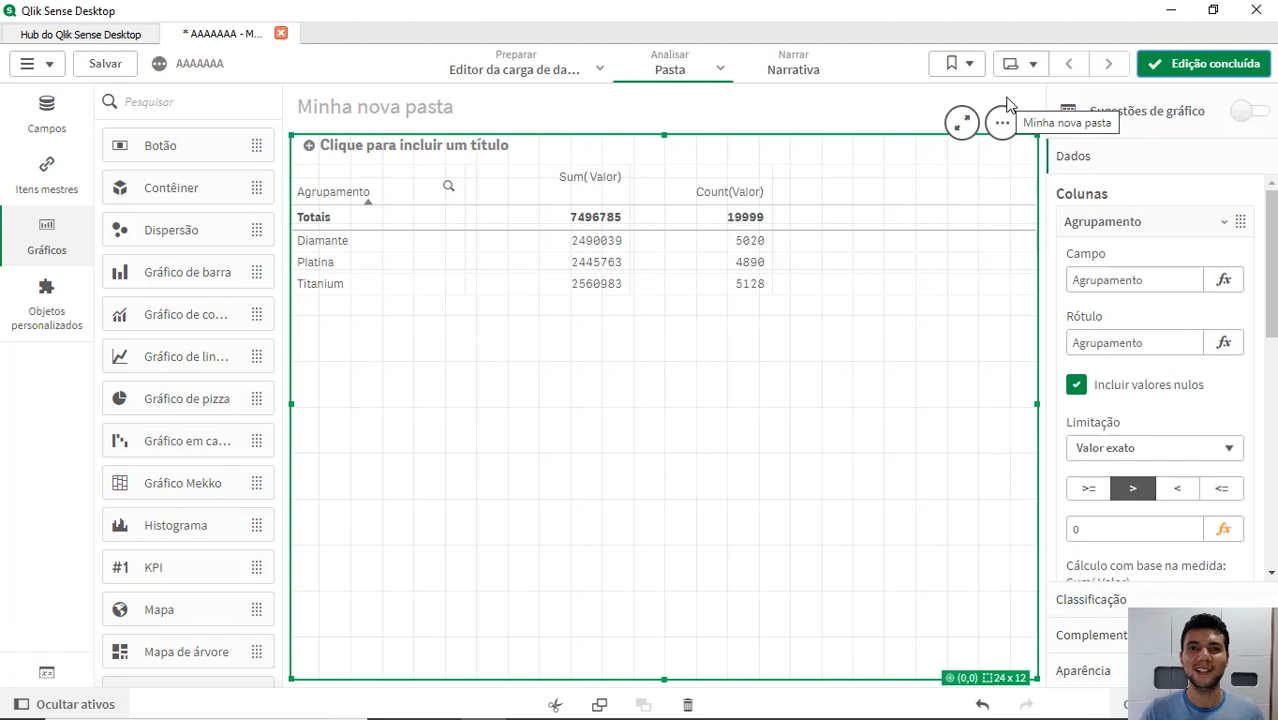 Qlik Sense Desktop
Hub do Qlik Sense Desktop
* AAAAAAA - M...
Salvar
AAAAAAA
Preparar
Editor da carga de da...
Analisar
Pasta
Narrar
Narrativa
Edição concluída
Campos
Itens mestres
Gráficos
Objetos
personalizados
Pesquisar
Botão
Contêiner
Dispersão
Gráfico de barra
Gráfico de co...
Gráfico de lin...
Gráfico de pizza
Gráfico em ca...
Gráfico Mekko
Histograma
#1 KPI
Mapa
Mapa de árvore
Minha nova pasta
Clique para incluir um título
Agrupamento Sum( Valor) Count(Valor)
Totais 7496785 19999
Diamante 2490039 5020
Platina 2445763 4890
Titanium 2560983 5128
(0,0) 24 x 12
Minha nova pasta
Sugestões de gráfico
Dados
Colunas
Agrupamento
Campo
Agrupamento fx
Rótulo
Agrupamento fx
Incluir valores nulos
Limitação
Valor exato
>= > < <=
0 fx
Cálculo com base na medida:
Sum( Valor)
Classificação
Complement
Aparência
Ocultar ativos